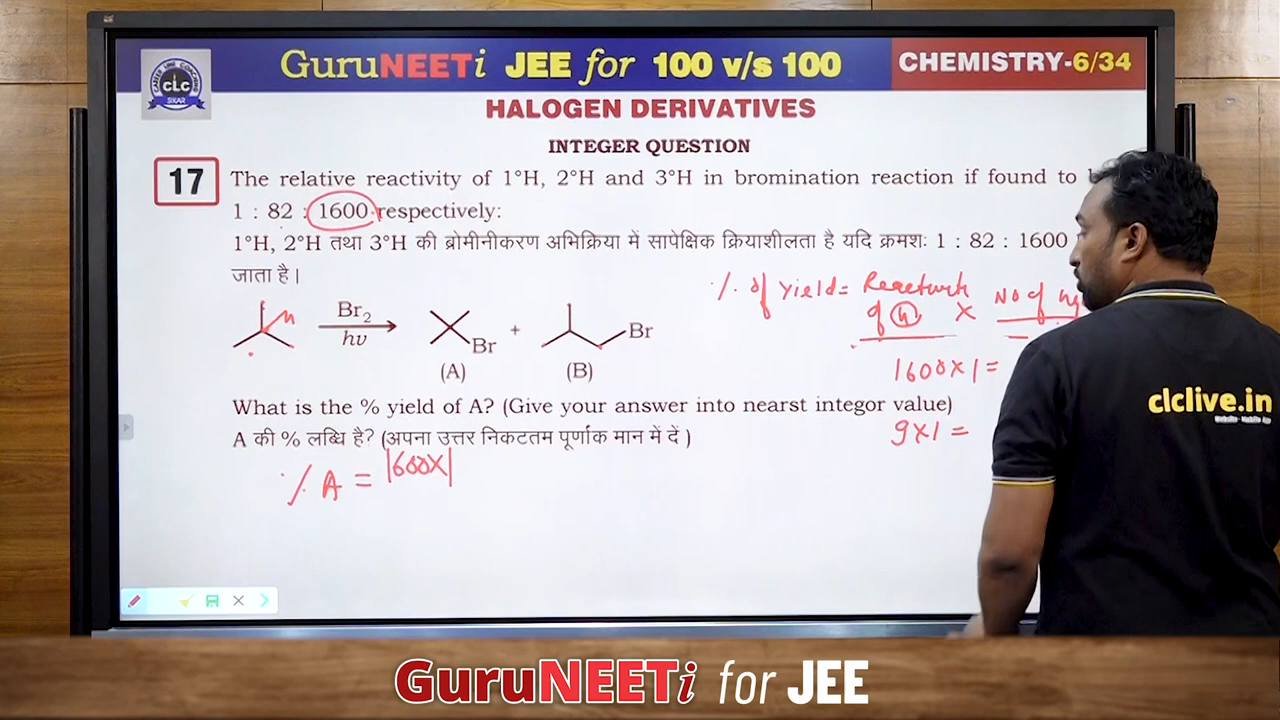 GuruNEETi JEE for 100 v/s 100
CHEMISTRY-6/34
CLC
SIKAR
HALOGEN DERIVATIVES
INTEGER QUESTION
17
The relative reactivity of 1°H, 2°H and 3°H in bromination reaction if found to
1 : 82 : 1600 respectively:
1°H, 2°H तथा 3°H की ब्रोमीनीकरण अभिक्रिया में सापेक्षिक क्रियाशीलता है यदि क्रमशः 1 : 82 : 1600
जाता है।
% of yield = Reactivity of H × No of
H
Br2
hν
Br
+
Br
(A)
(B)
1600×1 =
What is the % yield of A? (Give your answer into nearst integor value)
9×1 =
A की % लब्धि है? (अपना उत्तर निकटतम पूर्णांक मान में दें )
% A = 1600×1
clclive.in
GuruNEETi for JEE